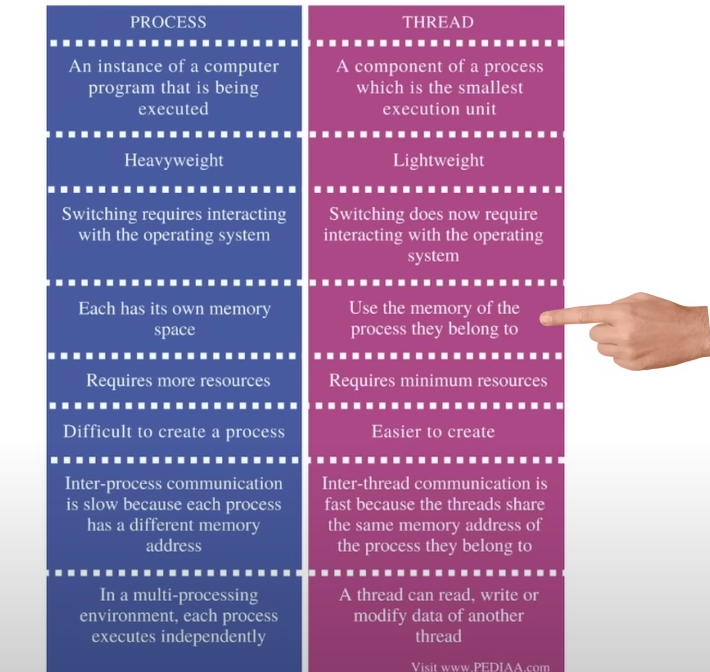 PROCESS
THREAD
An instance of a computer
program that is being
executed
A component of a process
which is the smallest
execution unit
Heavyweight
Lightweight
Switching requires interacting
with the operating system
Switching does now require
interacting with the operating
system
Each has its own memory
space
Use the memory of the
process they belong to
Requires more resources
Requires minimum resources
Difficult to create a process
Easier to create
Inter-process communication
is slow because each process
has a different memory
address
Inter-thread communication is
fast because the threads share
the same memory address of
the process they belong to
In a multi-processing
environment, each process
executes independently
A thread can read, write or
modify data of another
thread
Visit www.PEDIAA.com